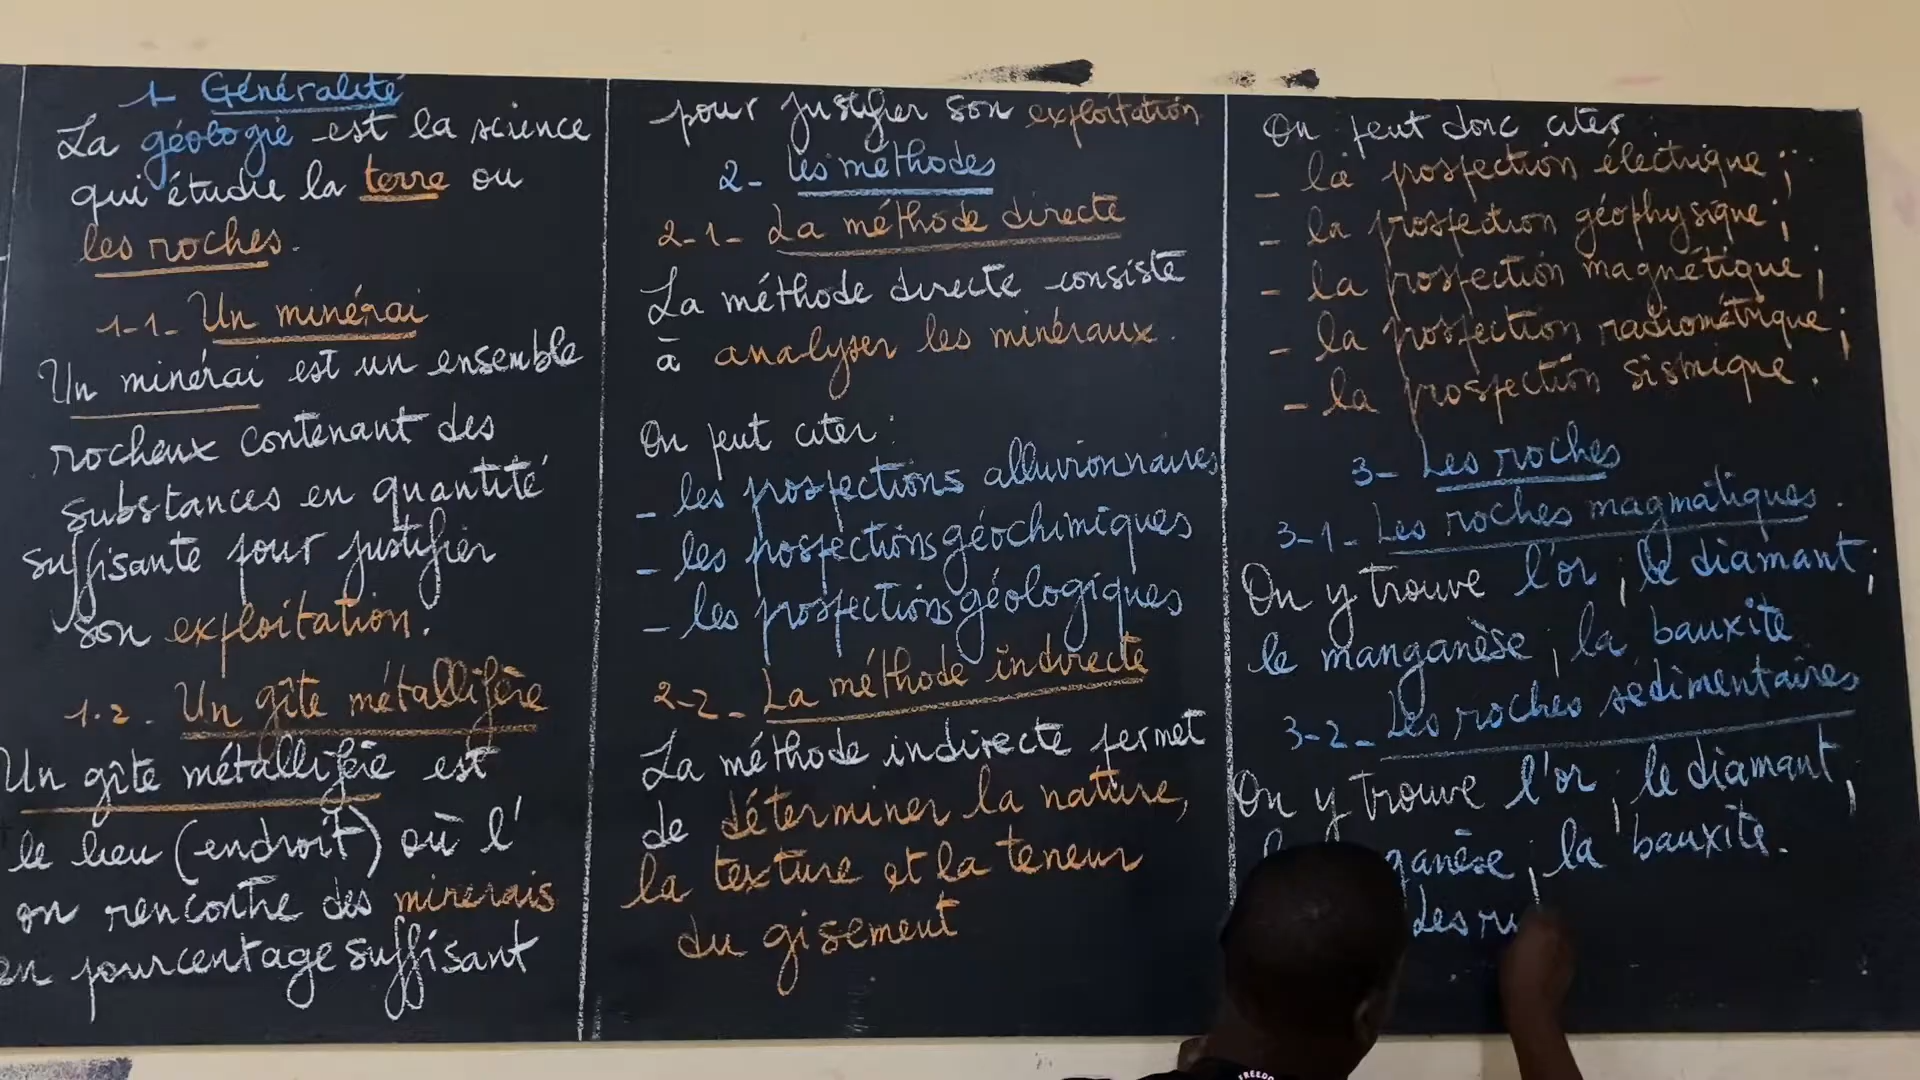 1 Généralité
La géologie est la science
qui étudie la terre ou
les roches.
1-1- Un minérai
Un minérai est un ensemble
rocheux contenant des
substances en quantité
suffisante pour justifier
son exploitation.
1.2. Un gîte métallifère
Un gîte métallifère est
le lieu (endroit) où l'
on rencontre des minerais
en pourcentage suffisant
pour justifier son exploitation
2- Les méthodes
2-1- La méthode directe
La méthode directe consiste
à analyser les minéraux.
On peut citer:
- les prospections alluvionnaires
- les prospections géochimiques
- les prospections géologiques
2-2- La méthode indirecte
La méthode indirecte permet
de déterminer la nature,
la texture et la teneur
du gisement
On peut donc citer:
- la prospection électrique;
- la prospection géophysique;
- la prospection magnétique;
- la prospection radiométrique;
- la prospection sismique.
3- Les roches
3-1- Les roches magmatiques.
On y trouve l'or; le diamant;
le manganèse; la bauxite
3-2- Les roches sédimentaires
On y trouve l'or; le diamant;
ganèse; la bauxite.
Les ro
FREEDO